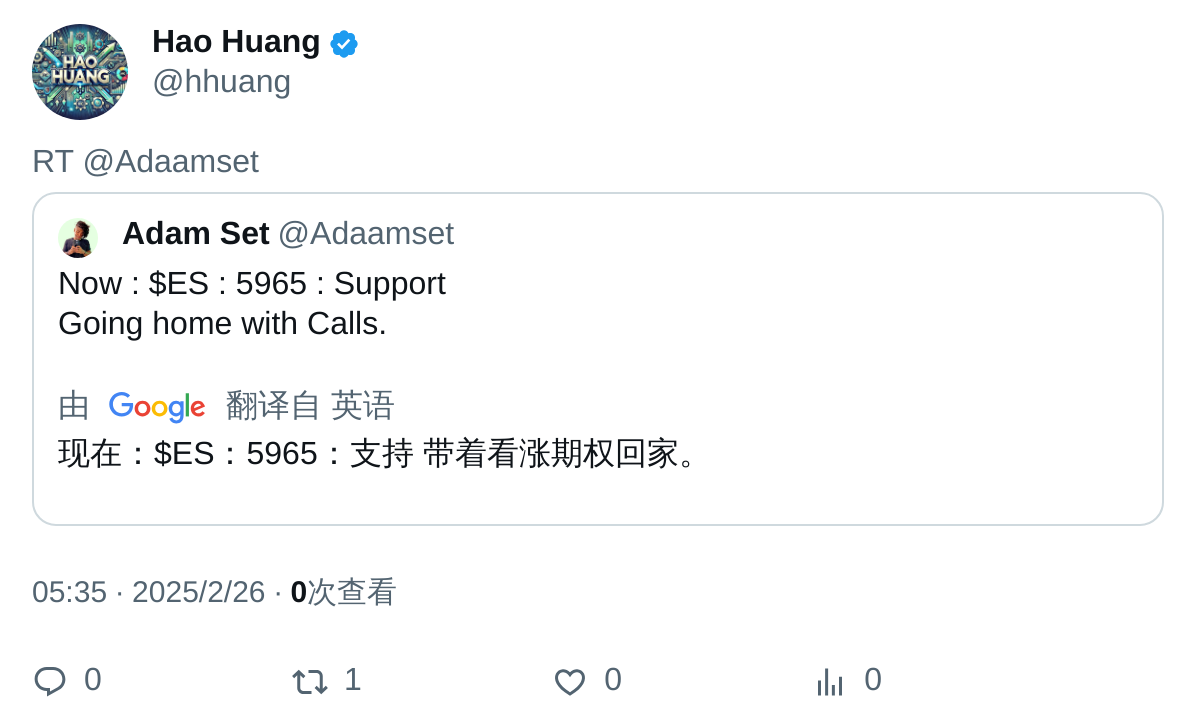 HAO
HUANG
Hao Huang
@hhuang
RT @Adaamset
Adam Set @Adaamset
Now : $ES : 5965 : Support
Going home with Calls.
由 Google 翻译自 英语
现在：$ES：5965：支持 带着看涨期权回家。
05:35 · 2025/2/26 · 0次查看
0 1 0 0